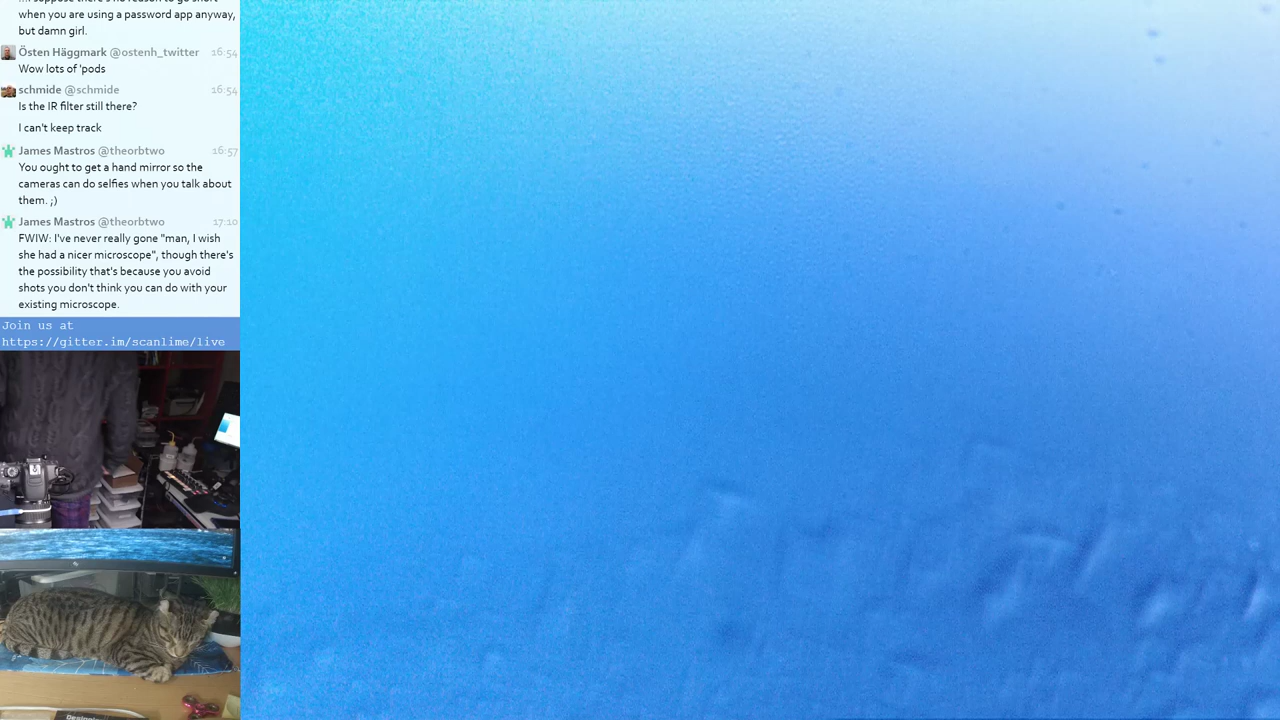 when you are using a password app anyway,
but damn girl.
Östen Häggmark @ostenh_twitter 16:54
Wow lots of 'pods
schmide @schmide 16:54
Is the IR filter still there?
I can't keep track
James Mastros @theorbtwo 16:57
You ought to get a hand mirror so the
cameras can do selfies when you talk about
them. ;)
James Mastros @theorbtwo 17:10
FWIW: I've never really gone "man, I wish
she had a nicer microscope", though there's
the possibility that's because you avoid
shots you don't think you can do with your
existing microscope.
Join us at
https://gitter.im/scanlime/live